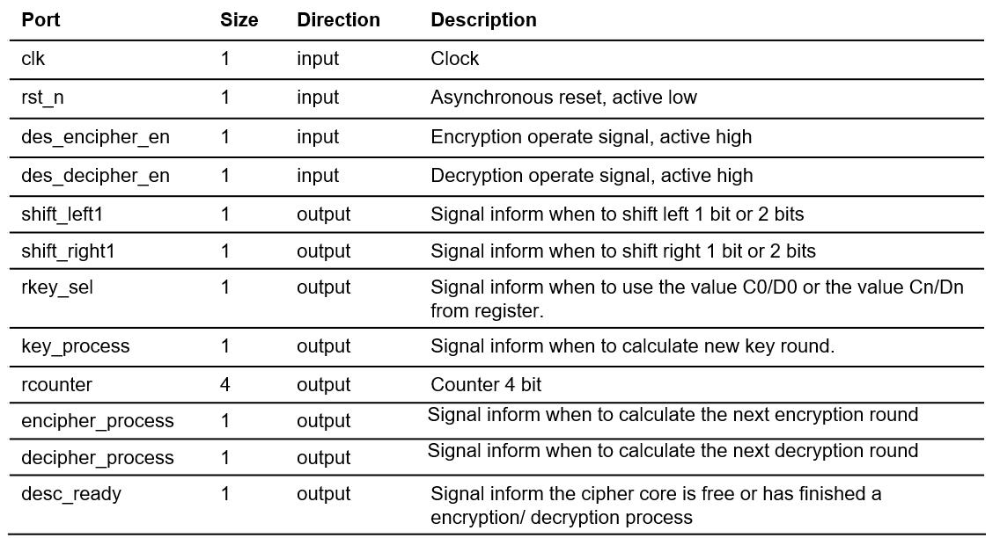 Port Size Direction Description
clk 1 input Clock
rst_n 1 input Asynchronous reset, active low
des_encipher_en 1 input Encryption operate signal, active high
des_decipher_en 1 input Decryption operate signal, active high
shift_left1 1 output Signal inform when to shift left 1 bit or 2 bits
shift_right1 1 output Signal inform when to shift right 1 bit or 2 bits
rkey_sel 1 output Signal inform when to use the value C0/D0 or the value Cn/Dn
from register.
key_process 1 output Signal inform when to calculate new key round.
rcounter 4 output Counter 4 bit
encipher_process 1 output Signal inform when to calculate the next encryption round
decipher_process 1 output Signal inform when to calculate the next decryption round
desc_ready 1 output Signal inform the cipher core is free or has finished a
encryption/ decryption process